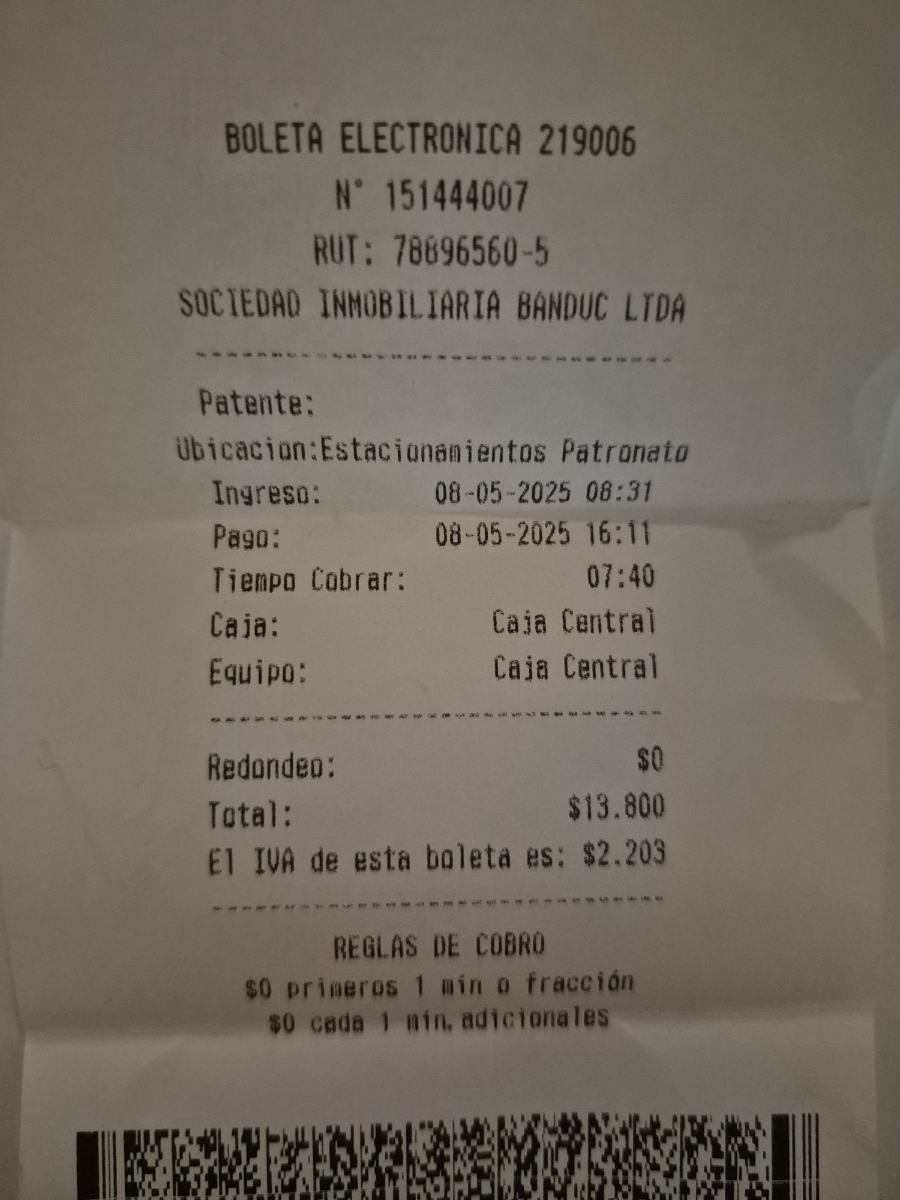 BOLETA ELECTRONICA 219006
N° 151444007
RUT: 78896560-5
SOCIEDAD INMOBILIARIA BANDUC LTDA
Patente:
Ubicacion:Estacionamientos Patronato
Ingreso: 08-05-2025 08:31
Pago: 08-05-2025 16:11
Tiempo Cobrar: 07:40
Caja: Caja Central
Equipo: Caja Central
Redondeo: $0
Total: $13.800
El IVA de esta boleta es: $2.203
REGLAS DE COBRO
$0 primeros 1 min o fracción
$0 cada 1 min. adicionales